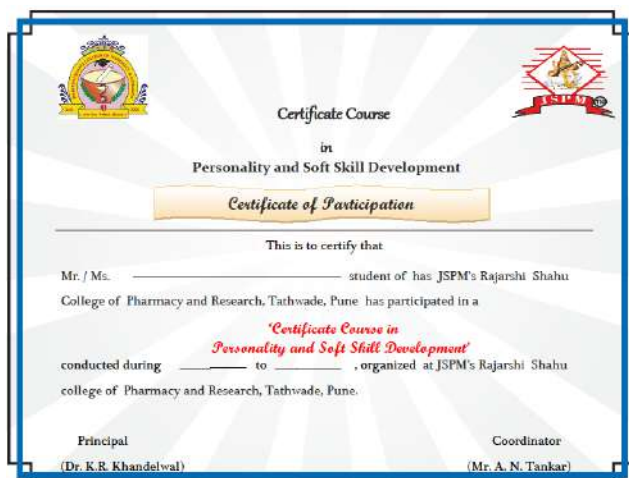 JSPM
Certificate Course
in
Personality and Soft Skill Development
Certificate of Participation
This is to certify that
Mr. / Ms. ____________________ student of has JSPM's Rajarshi Shahu
College of Pharmacy and Research, Tathwade, Pune has participated in a
'Certificate Course in
Personality and Soft Skill Development'
conducted during ________ to ________ , organized at JSPM's Rajarshi Shahu
college of Pharmacy and Research, Tathwade, Pune.
Principal Coordinator
(Dr. K.R. Khandelwal) (Mr. A. N. Tankar)